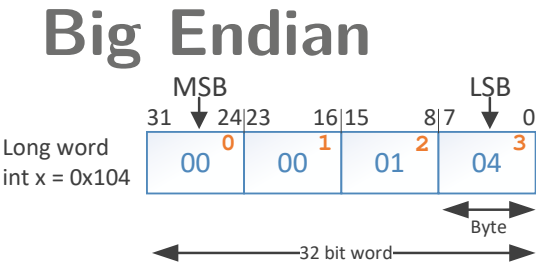 Big Endian
MSB LSB
31 24 23 16 15 8 7 0
Long word
int x = 0x104
00 0 00 1 01 2 04 3
Byte
32 bit word